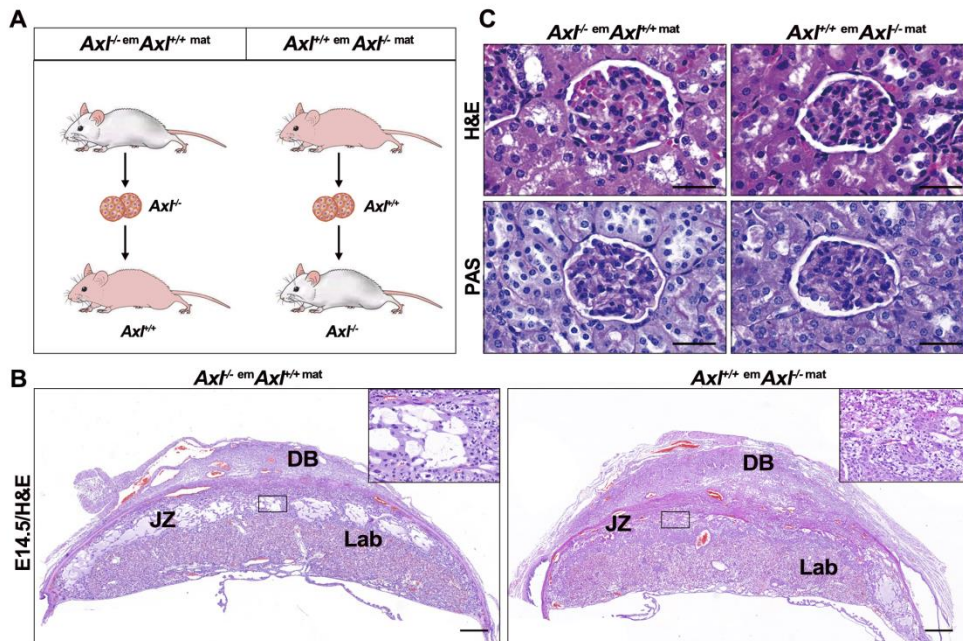 A
Axl-/- em Axl+/+ mat
Axl+/+ em Axl-/- mat
Axl-/-
Axl+/+
Axl+/+
Axl-/-
C
Axl-/- em Axl+/+ mat
Axl+/+ em Axl-/- mat
H&E
PAS
B
Axl-/- em Axl+/+ mat
Axl+/+ em Axl-/- mat
E14.5/H&E
DB
JZ
Lab
DB
JZ
Lab